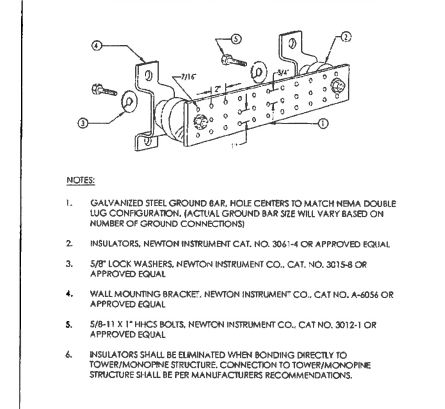 5
2
4
7/16"
2"
3/4"
3
1
1"
NOTES:
1. GALVANIZED STEEL GROUND BAR, HOLE CENTERS TO MATCH NEMA DOUBLE
LUG CONFIGURATION. (ACTUAL GROUND BAR SIZE WILL VARY BASED ON
NUMBER OF GROUND CONNECTIONS)
2. INSULATORS, NEWTON INSTRUMENT CAT. NO. 3061-4 OR APPROVED EQUAL
3. 5/8" LOCK WASHERS, NEWTON INSTRUMENT CO., CAT. NO. 3015-8 OR
APPROVED EQUAL
4. WALL MOUNTING BRACKET, NEWTON INSTRUMENT CO., CAT NO. A-6056 OR
APPROVED EQUAL
5. 5/8-11 X 1" HHCS BOLTS, NEWTON INSTRUMENT CO., CAT NO. 3012-1 OR
APPROVED EQUAL
6. INSULATORS SHALL BE ELIMINATED WHEN BONDING DIRECTLY TO
TOWER/MONOPINE STRUCTURE. CONNECTION TO TOWER/MONOPINE
STRUCTURE SHALL BE PER MANUFACTURERS RECOMMENDATIONS.